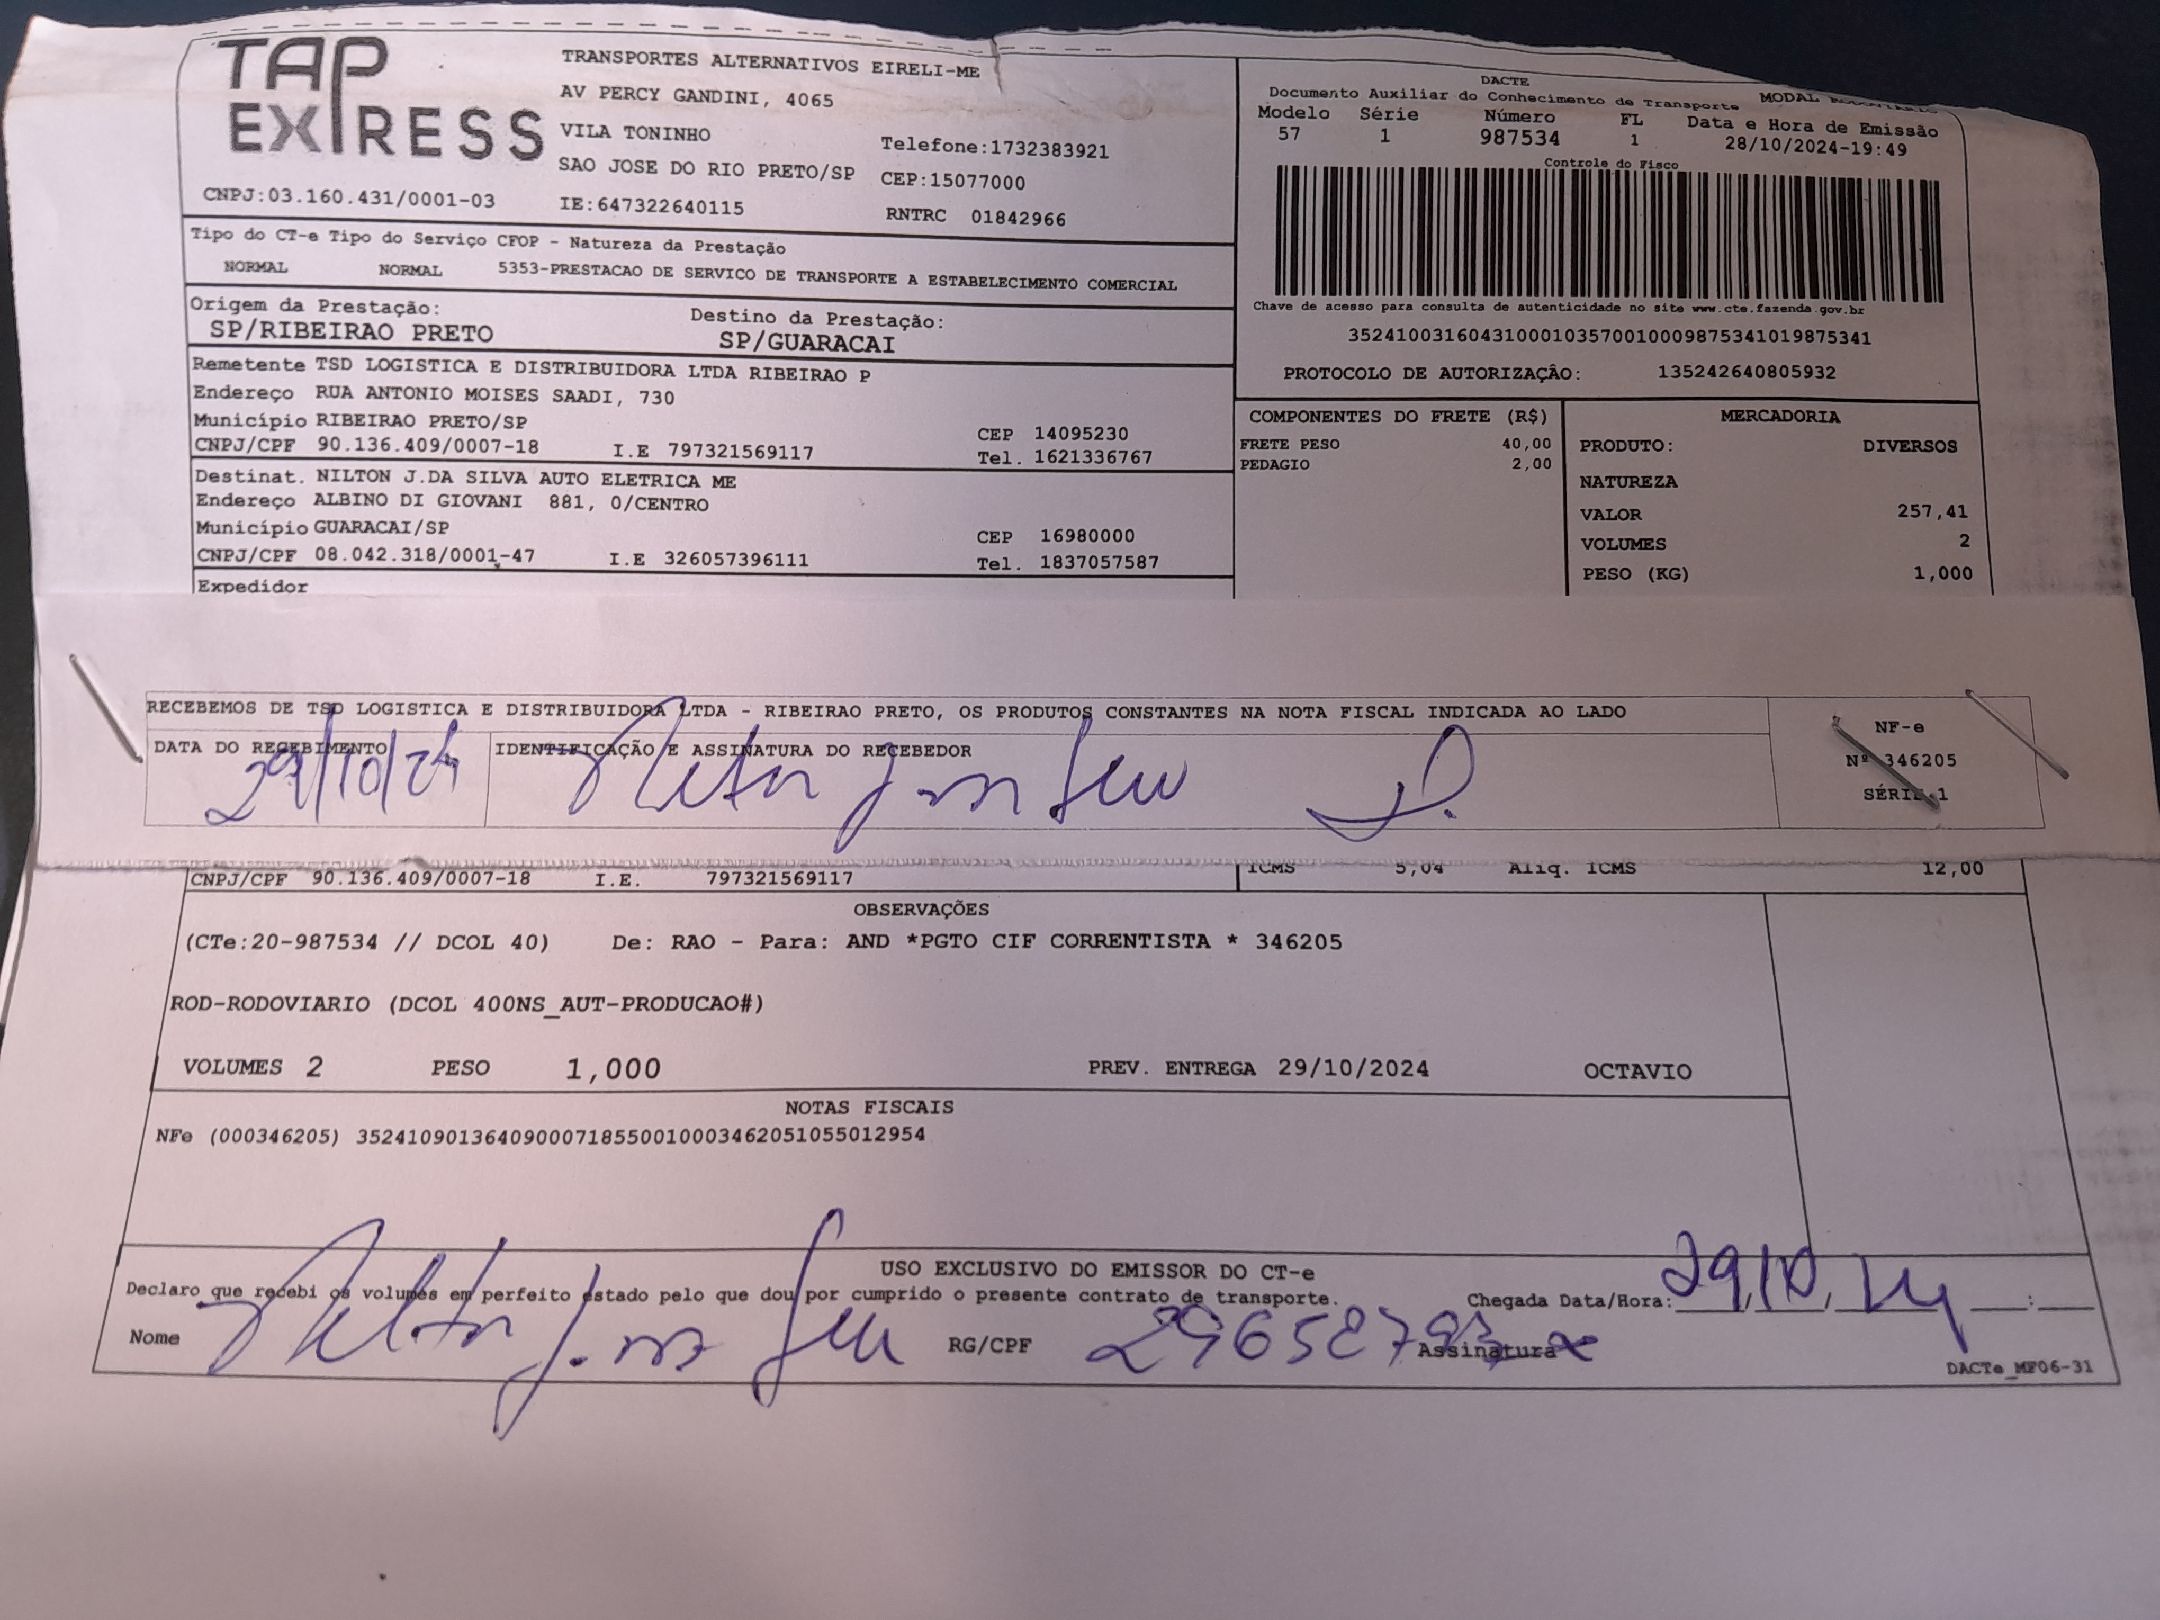 TAP EXPRESS
TRANSPORTES ALTERNATIVOS EIRELI-ME
AV PERCY GANDINI, 4065
VILA TONINHO
Telefone:1732383921
SAO JOSE DO RIO PRETO/SP CEP:15077000
CNPJ:03.160.431/0001-03 IE:647322640115 RNTRC 01842966
DACTE
Documento Auxiliar do Conhecimento de Transporte MODAL
Modelo Série Número FL Data e Hora de Emissão
57 1 987534 1 28/10/2024-19:49
Controle do Fisco
Chave de acesso para consulta de autenticidade no site www.cte.fazenda.gov.br
35241003160431000103570010009875341019875341
PROTOCOLO DE AUTORIZAÇÃO: 135242640805932
Tipo do CT-e Tipo do Serviço CFOP - Natureza da Prestação
NORMAL NORMAL 5353-PRESTACAO DE SERVICO DE TRANSPORTE A ESTABELECIMENTO COMERCIAL
Origem da Prestação: Destino da Prestação:
SP/RIBEIRAO PRETO SP/GUARACAI
Remetente TSD LOGISTICA E DISTRIBUIDORA LTDA RIBEIRAO P
Endereço RUA ANTONIO MOISES SAADI, 730
Município RIBEIRAO PRETO/SP CEP 14095230
CNPJ/CPF 90.136.409/0007-18 I.E 797321569117 Tel. 1621336767
Destinat. NILTON J.DA SILVA AUTO ELETRICA ME
Endereço ALBINO DI GIOVANI 881, 0/CENTRO
Município GUARACAI/SP CEP 16980000
CNPJ/CPF 08.042.318/0001-47 I.E 326057396111 Tel. 1837057587
Expedidor
COMPONENTES DO FRETE (R$)
FRETE PESO 40,00
PEDAGIO 2,00
MERCADORIA
PRODUTO: DIVERSOS
NATUREZA
VALOR 257,41
VOLUMES 2
PESO (KG) 1,000
RECEBEMOS DE TSD LOGISTICA E DISTRIBUIDORA LTDA - RIBEIRAO PRETO, OS PRODUTOS CONSTANTES NA NOTA FISCAL INDICADA AO LADO
DATA DO RECEBIMENTO IDENTIFICAÇÃO E ASSINATURA DO RECEBEDOR
29/10/24
NF-e
Nº 346205
SÉRIE 1
CNPJ/CPF 90.136.409/0007-18 I.E. 797321569117
ICMS 5,04 Aliq. ICMS 12,00
OBSERVAÇÕES
(CTe:20-987534 // DCOL 40) De: RAO - Para: AND *PGTO CIF CORRENTISTA * 346205
ROD-RODOVIARIO (DCOL 400NS_AUT-PRODUCAO#)
VOLUMES 2 PESO 1,000 PREV. ENTREGA 29/10/2024 OCTAVIO
NOTAS FISCAIS
NFe (000346205) 35241090136409000718550010003462051055012954
USO EXCLUSIVO DO EMISSOR DO CT-e
Declaro que recebi os volumes em perfeito estado pelo que dou por cumprido o presente contrato de transporte.
Chegada Data/Hora: 29/10/24
Nome RG/CPF Assinatura
DACTe_MF06-31